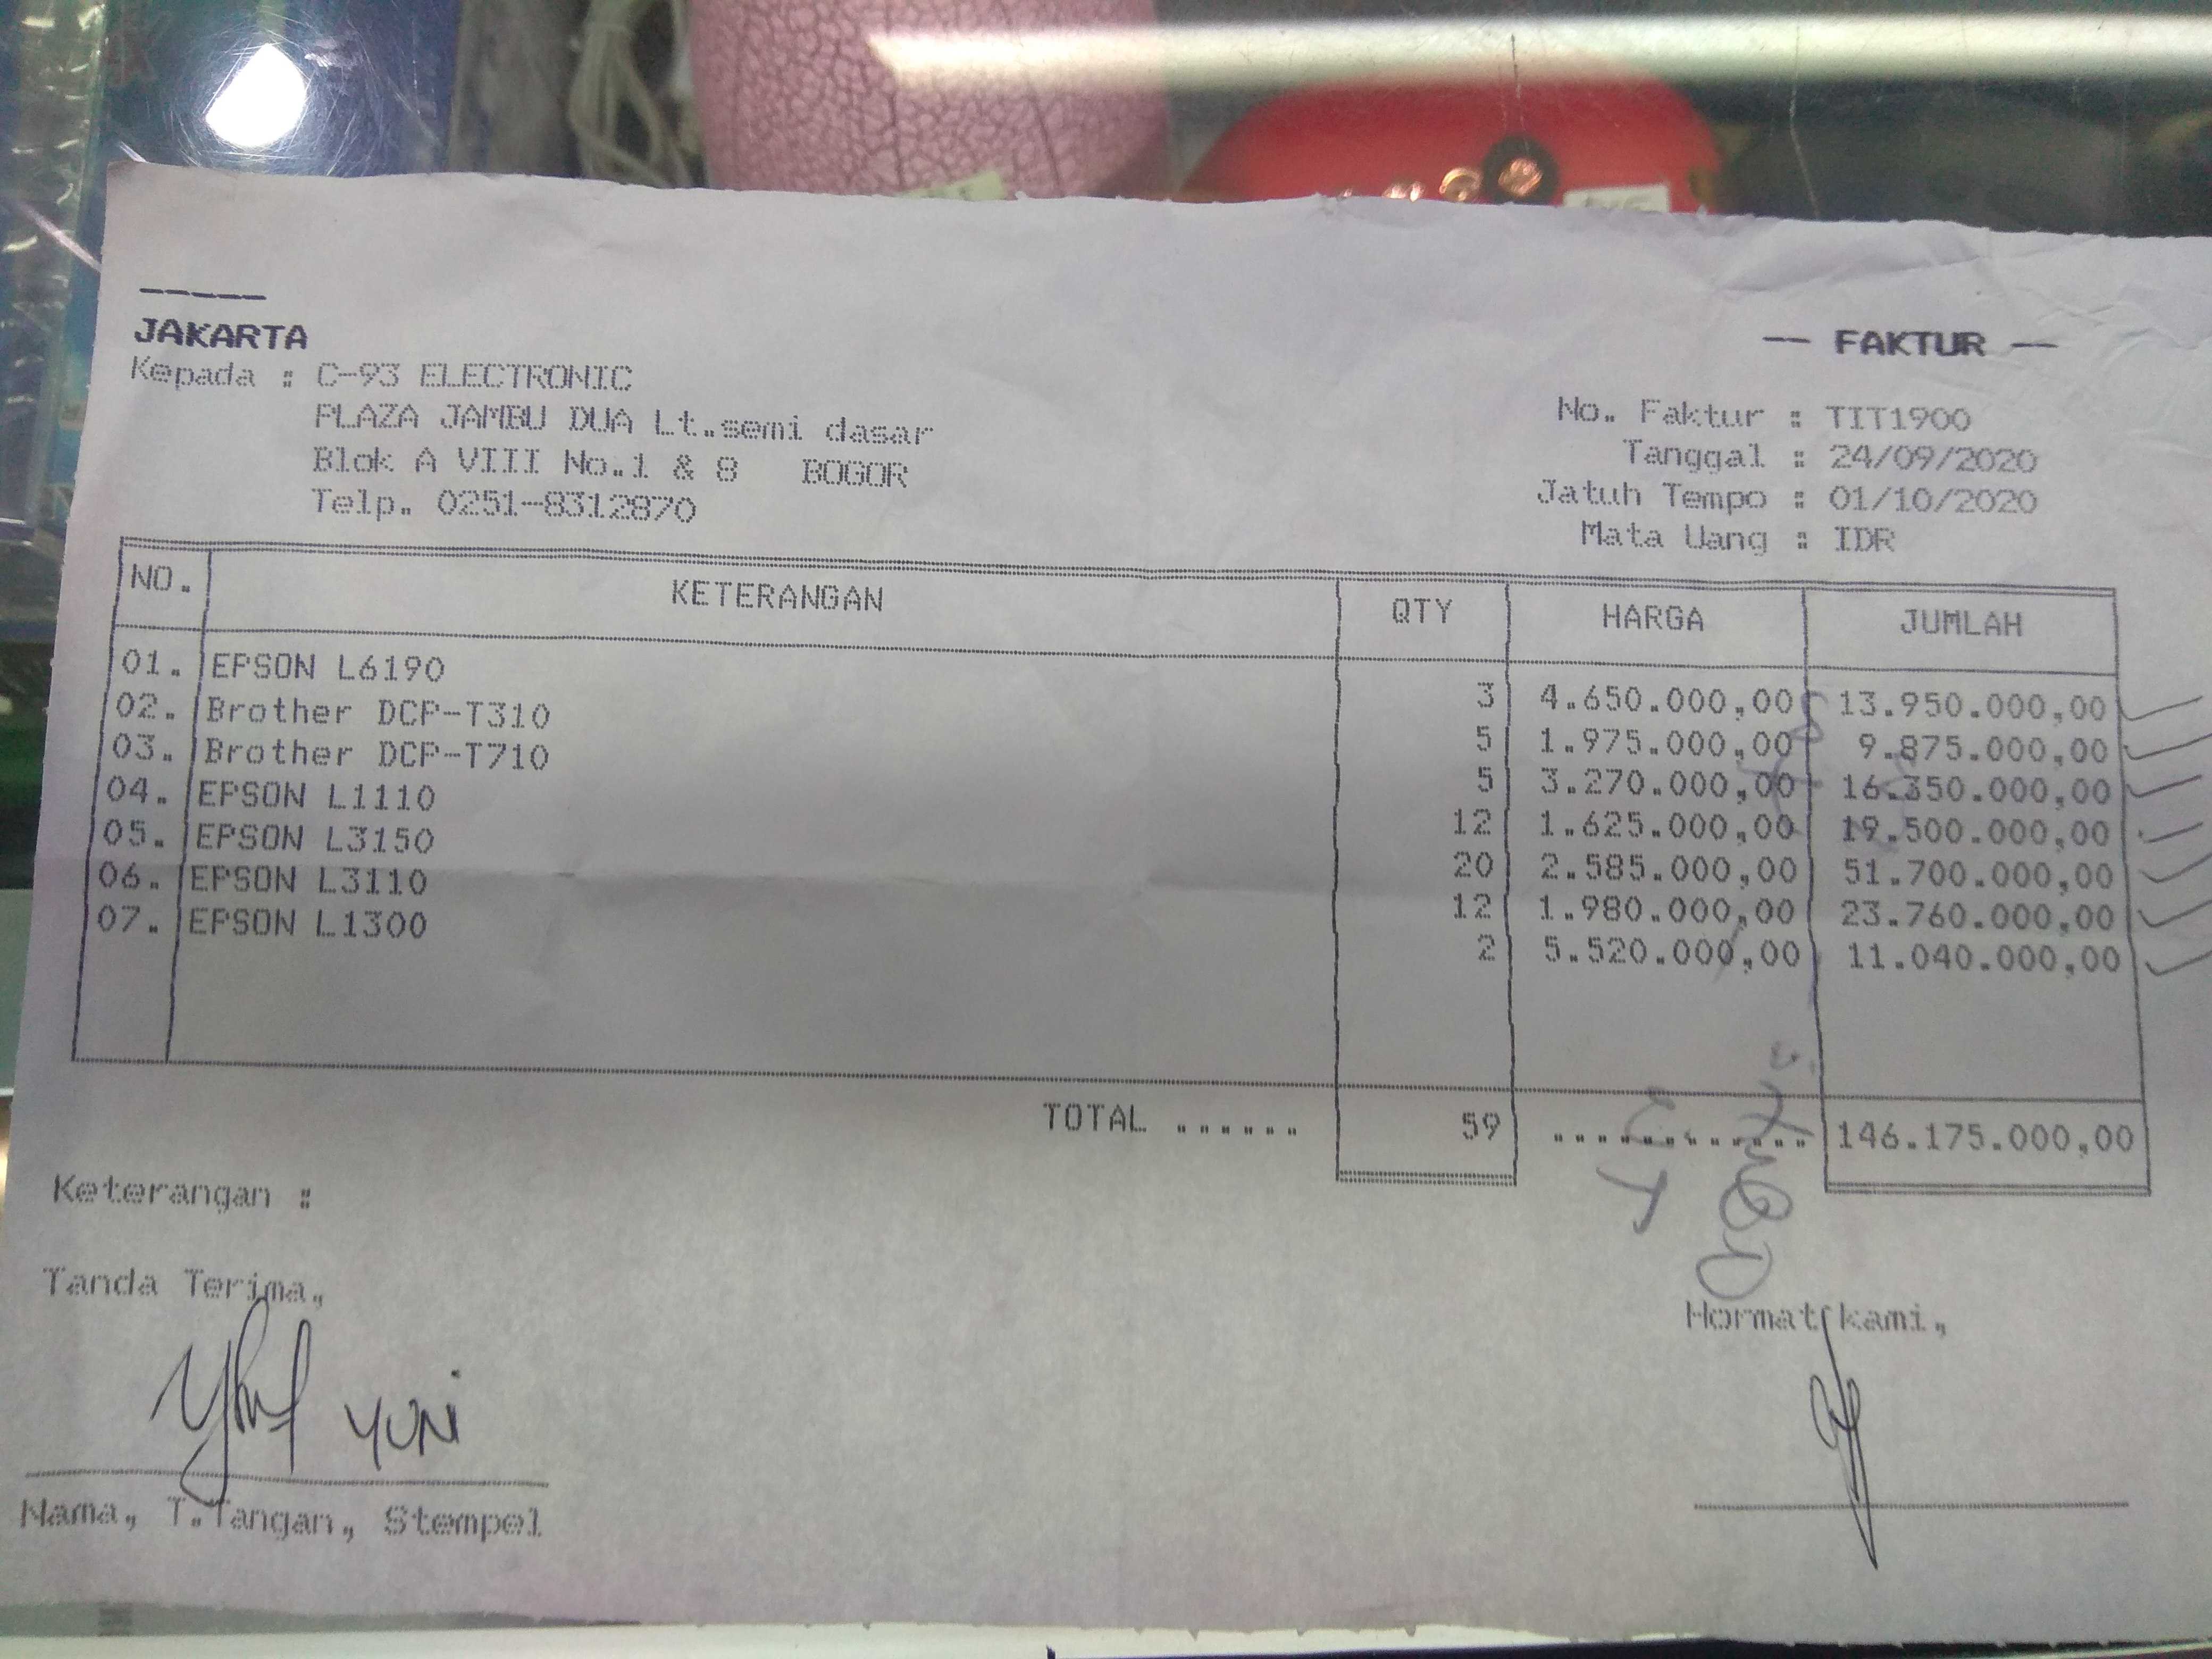 JAKARTA
-- FAKTUR --
Kepada : C-93 ELECTRONIC
PLAZA JAMBU DUA Lt.semi dasar
Blok A VIII No.1 & 8 BOGOR
Telp. 0251-8312870
No. Faktur : TIT1900
Tanggal : 24/09/2020
Jatuh Tempo : 01/10/2020
Mata Uang : IDR
NO. KETERANGAN QTY HARGA JUMLAH
01. EPSON L6190 3 4.650.000,00 13.950.000,00
02. Brother DCP-T310 5 1.975.000,00 9.875.000,00
03. Brother DCP-T710 5 3.270.000,00 16.350.000,00
04. EPSON L1110 12 1.625.000,00 19.500.000,00
05. EPSON L3150 20 2.585.000,00 51.700.000,00
06. EPSON L3110 12 1.980.000,00 23.760.000,00
07. EPSON L1300 2 5.520.000,00 11.040.000,00
TOTAL ...... 59 ............. 146.175.000,00
Keterangan :
Tanda Terima,
Hormat kami,
YUNI
Nama, T.Tangan, Stempel